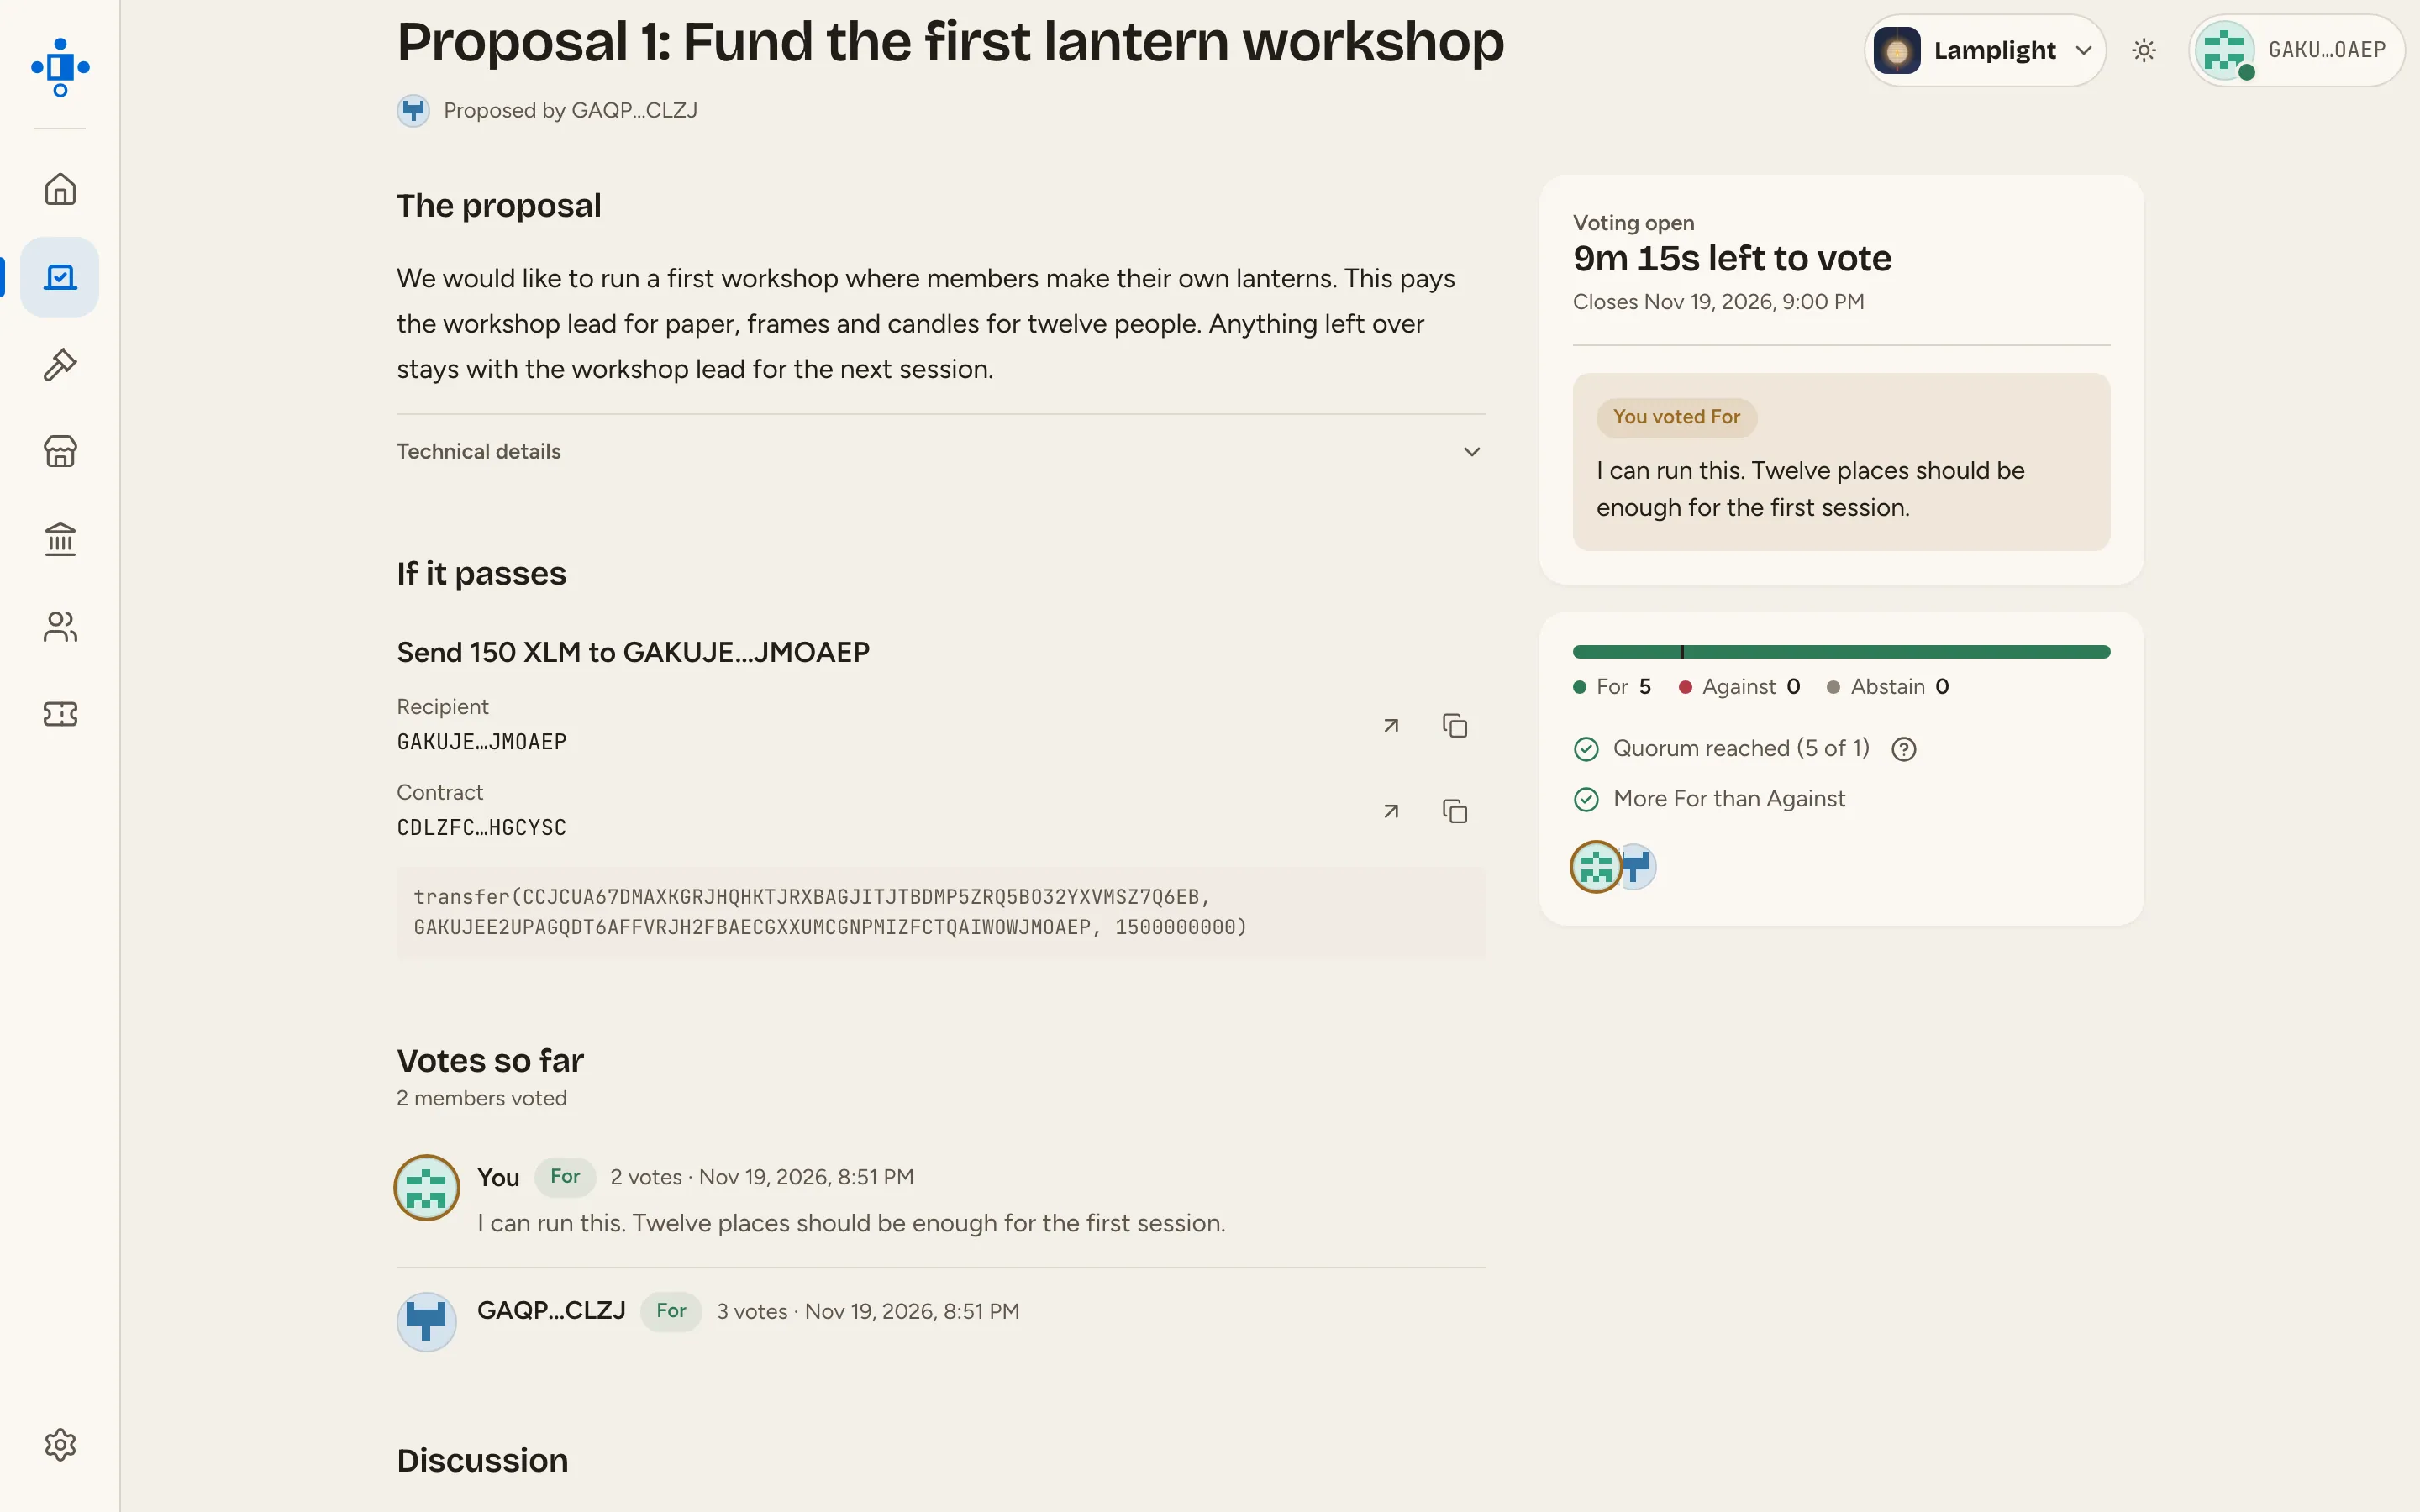 Proposal 1: Fund the first lantern workshop
Lamplight
GAKU...OAEP
Proposed by GAQP...CLZJ
The proposal
We would like to run a first workshop where members make their own lanterns. This pays
the workshop lead for paper, frames and candles for twelve people. Anything left over
stays with the workshop lead for the next session.
Technical details
If it passes
Send 150 XLM to GAKUJE...JMOAEP
Recipient
GAKUJE…JMOAEP
Contract
CDLZFC…HGCYSC
transfer(CCJCUA67DMAXKGRJHQHKTJRXBAGJITJTBDMP5ZRQ5BO32YXVMSZ7Q6EB,
GAKUJEE2UPAGQDT6AFFVRJH2FBAECGXXUMCGNPMIZFCTQAIWOWJMOAEP, 1500000000)
Votes so far
2 members voted
You For 2 votes · Nov 19, 2026, 8:51 PM
I can run this. Twelve places should be enough for the first session.
GAQP...CLZJ For 3 votes · Nov 19, 2026, 8:51 PM
Discussion
Voting open
9m 15s left to vote
Closes Nov 19, 2026, 9:00 PM
You voted For
I can run this. Twelve places should be
enough for the first session.
For 5 Against 0 Abstain 0
Quorum reached (5 of 1)
More For than Against